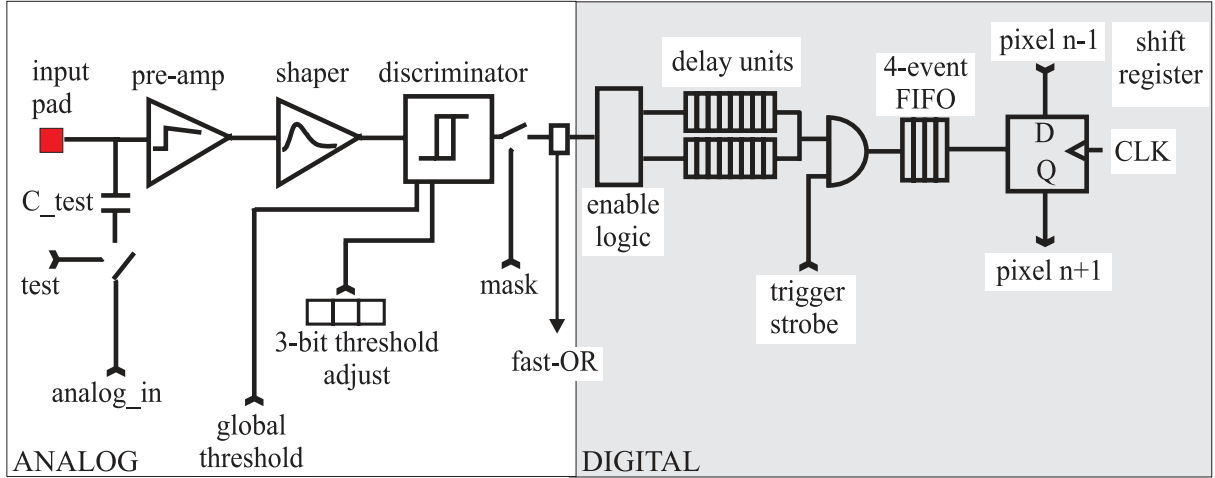 input
pad
pre-amp
shaper
discriminator
C_test
test
analog_in
global
threshold
3-bit threshold
adjust
mask
fast-OR
ANALOG
enable
logic
delay units
trigger
strobe
4-event
FIFO
pixel n-1
shift
register
D
Q
CLK
pixel n+1
DIGITAL